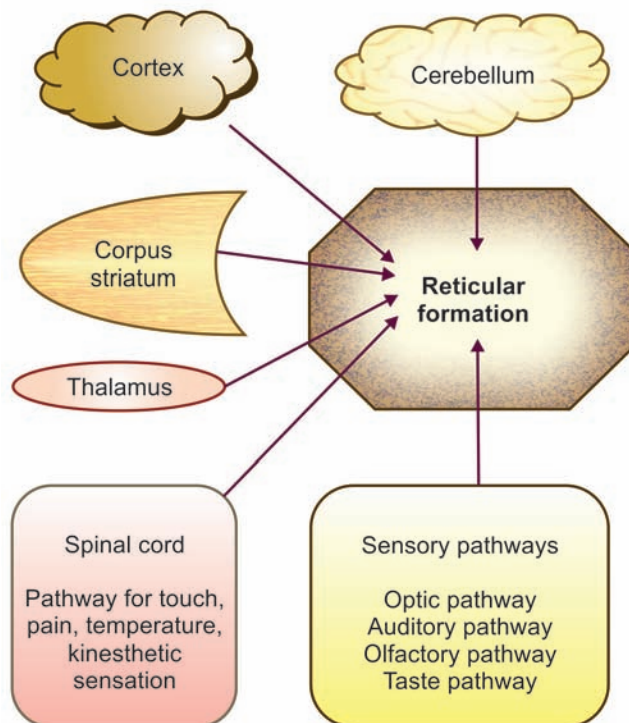 Cortex
Cerebellum
Corpus
striatum
Reticular
formation
Thalamus
Spinal cord
Pathway for touch,
pain, temperature,
kinesthetic
sensation
Sensory pathways
Optic pathway
Auditory pathway
Olfactory pathway
Taste pathway